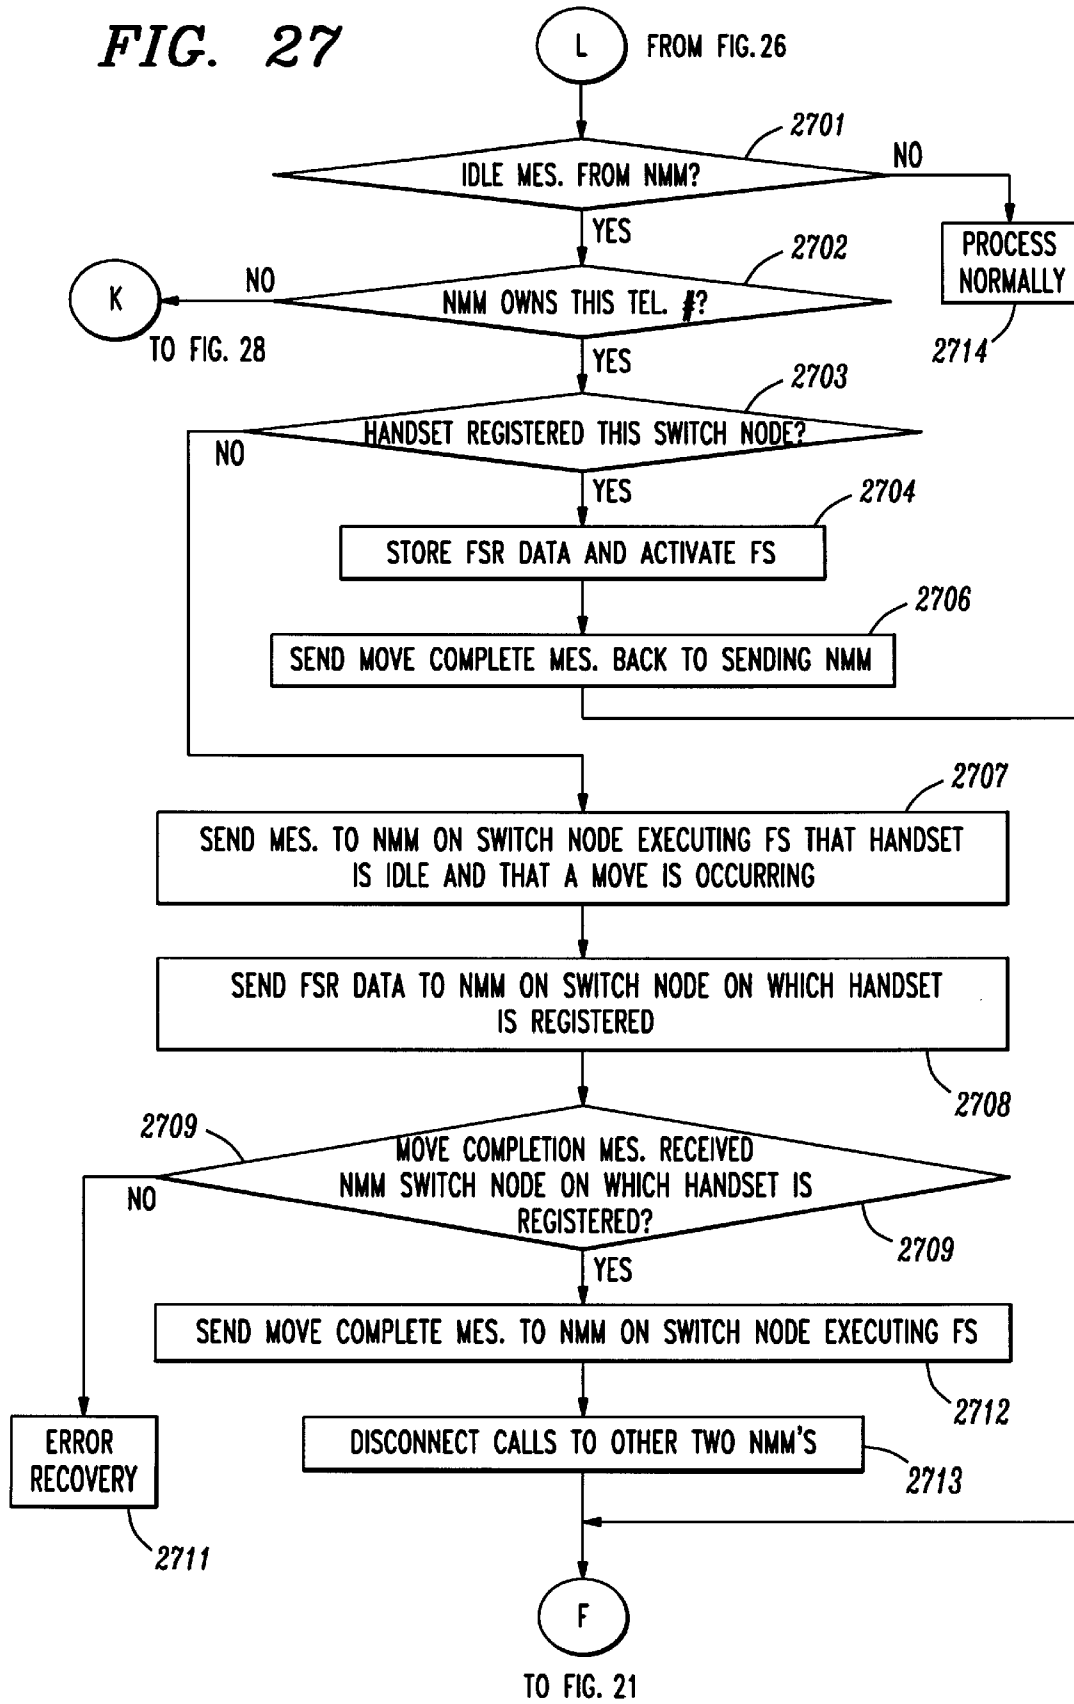 FIG. 27
L
FROM FIG. 26
2701
IDLE MES. FROM NMM?
NO
YES
PROCESS
NORMALLY
2714
2702
NO
K
TO FIG. 28
NMM OWNS THIS TEL. #?
YES
2703
HANDSET REGISTERED THIS SWITCH NODE?
NO
YES
2704
STORE FSR DATA AND ACTIVATE FS
2706
SEND MOVE COMPLETE MES. BACK TO SENDING NMM
2707
SEND MES. TO NMM ON SWITCH NODE EXECUTING FS THAT HANDSET
IS IDLE AND THAT A MOVE IS OCCURRING
SEND FSR DATA TO NMM ON SWITCH NODE ON WHICH HANDSET
IS REGISTERED
2708
2709
MOVE COMPLETION MES. RECEIVED
NMM SWITCH NODE ON WHICH HANDSET IS
REGISTERED?
NO
2709
YES
SEND MOVE COMPLETE MES. TO NMM ON SWITCH NODE EXECUTING FS
2712
ERROR
RECOVERY
2711
DISCONNECT CALLS TO OTHER TWO NMM'S
2713
F
TO FIG. 21